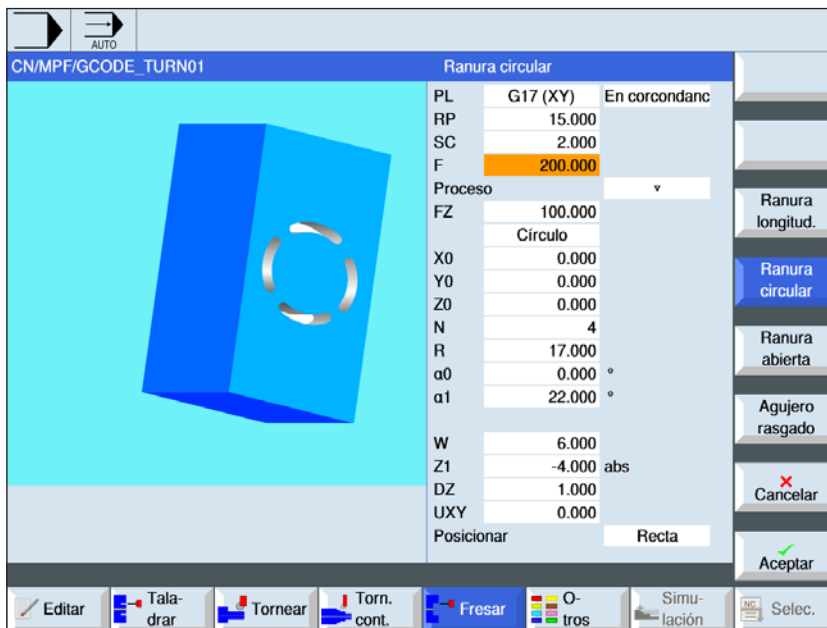 AUTO
CN/MPF/GCODE_TURN01
Ranura circular
PL G17 (XY) En corcondanc
RP 15.000
SC 2.000
F 200.000
Proceso ▿
FZ 100.000
Círculo
X0 0.000
Y0 0.000
Z0 0.000
N 4
R 17.000
α0 0.000 °
α1 22.000 °
W 6.000
Z1 -4.000 abs
DZ 1.000
UXY 0.000
Posicionar Recta
Ranura
longitud.
Ranura
circular
Ranura
abierta
Agujero
rasgado
Cancelar
Aceptar
Editar
Tala-
drar
Tornear
Torn.
cont.
Fresar
O-
tros
Simu-
lación
NC
Selec.